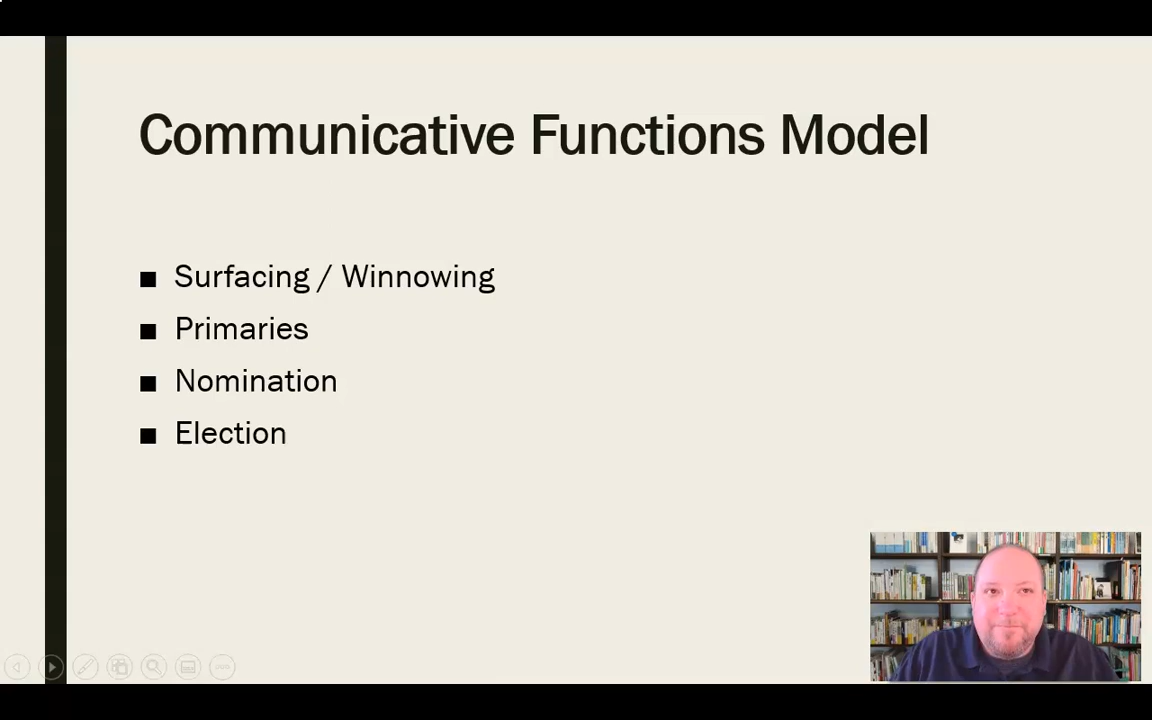 Communicative Functions Model
■ Surfacing / Winnowing
■ Primaries
■ Nomination
■ Election